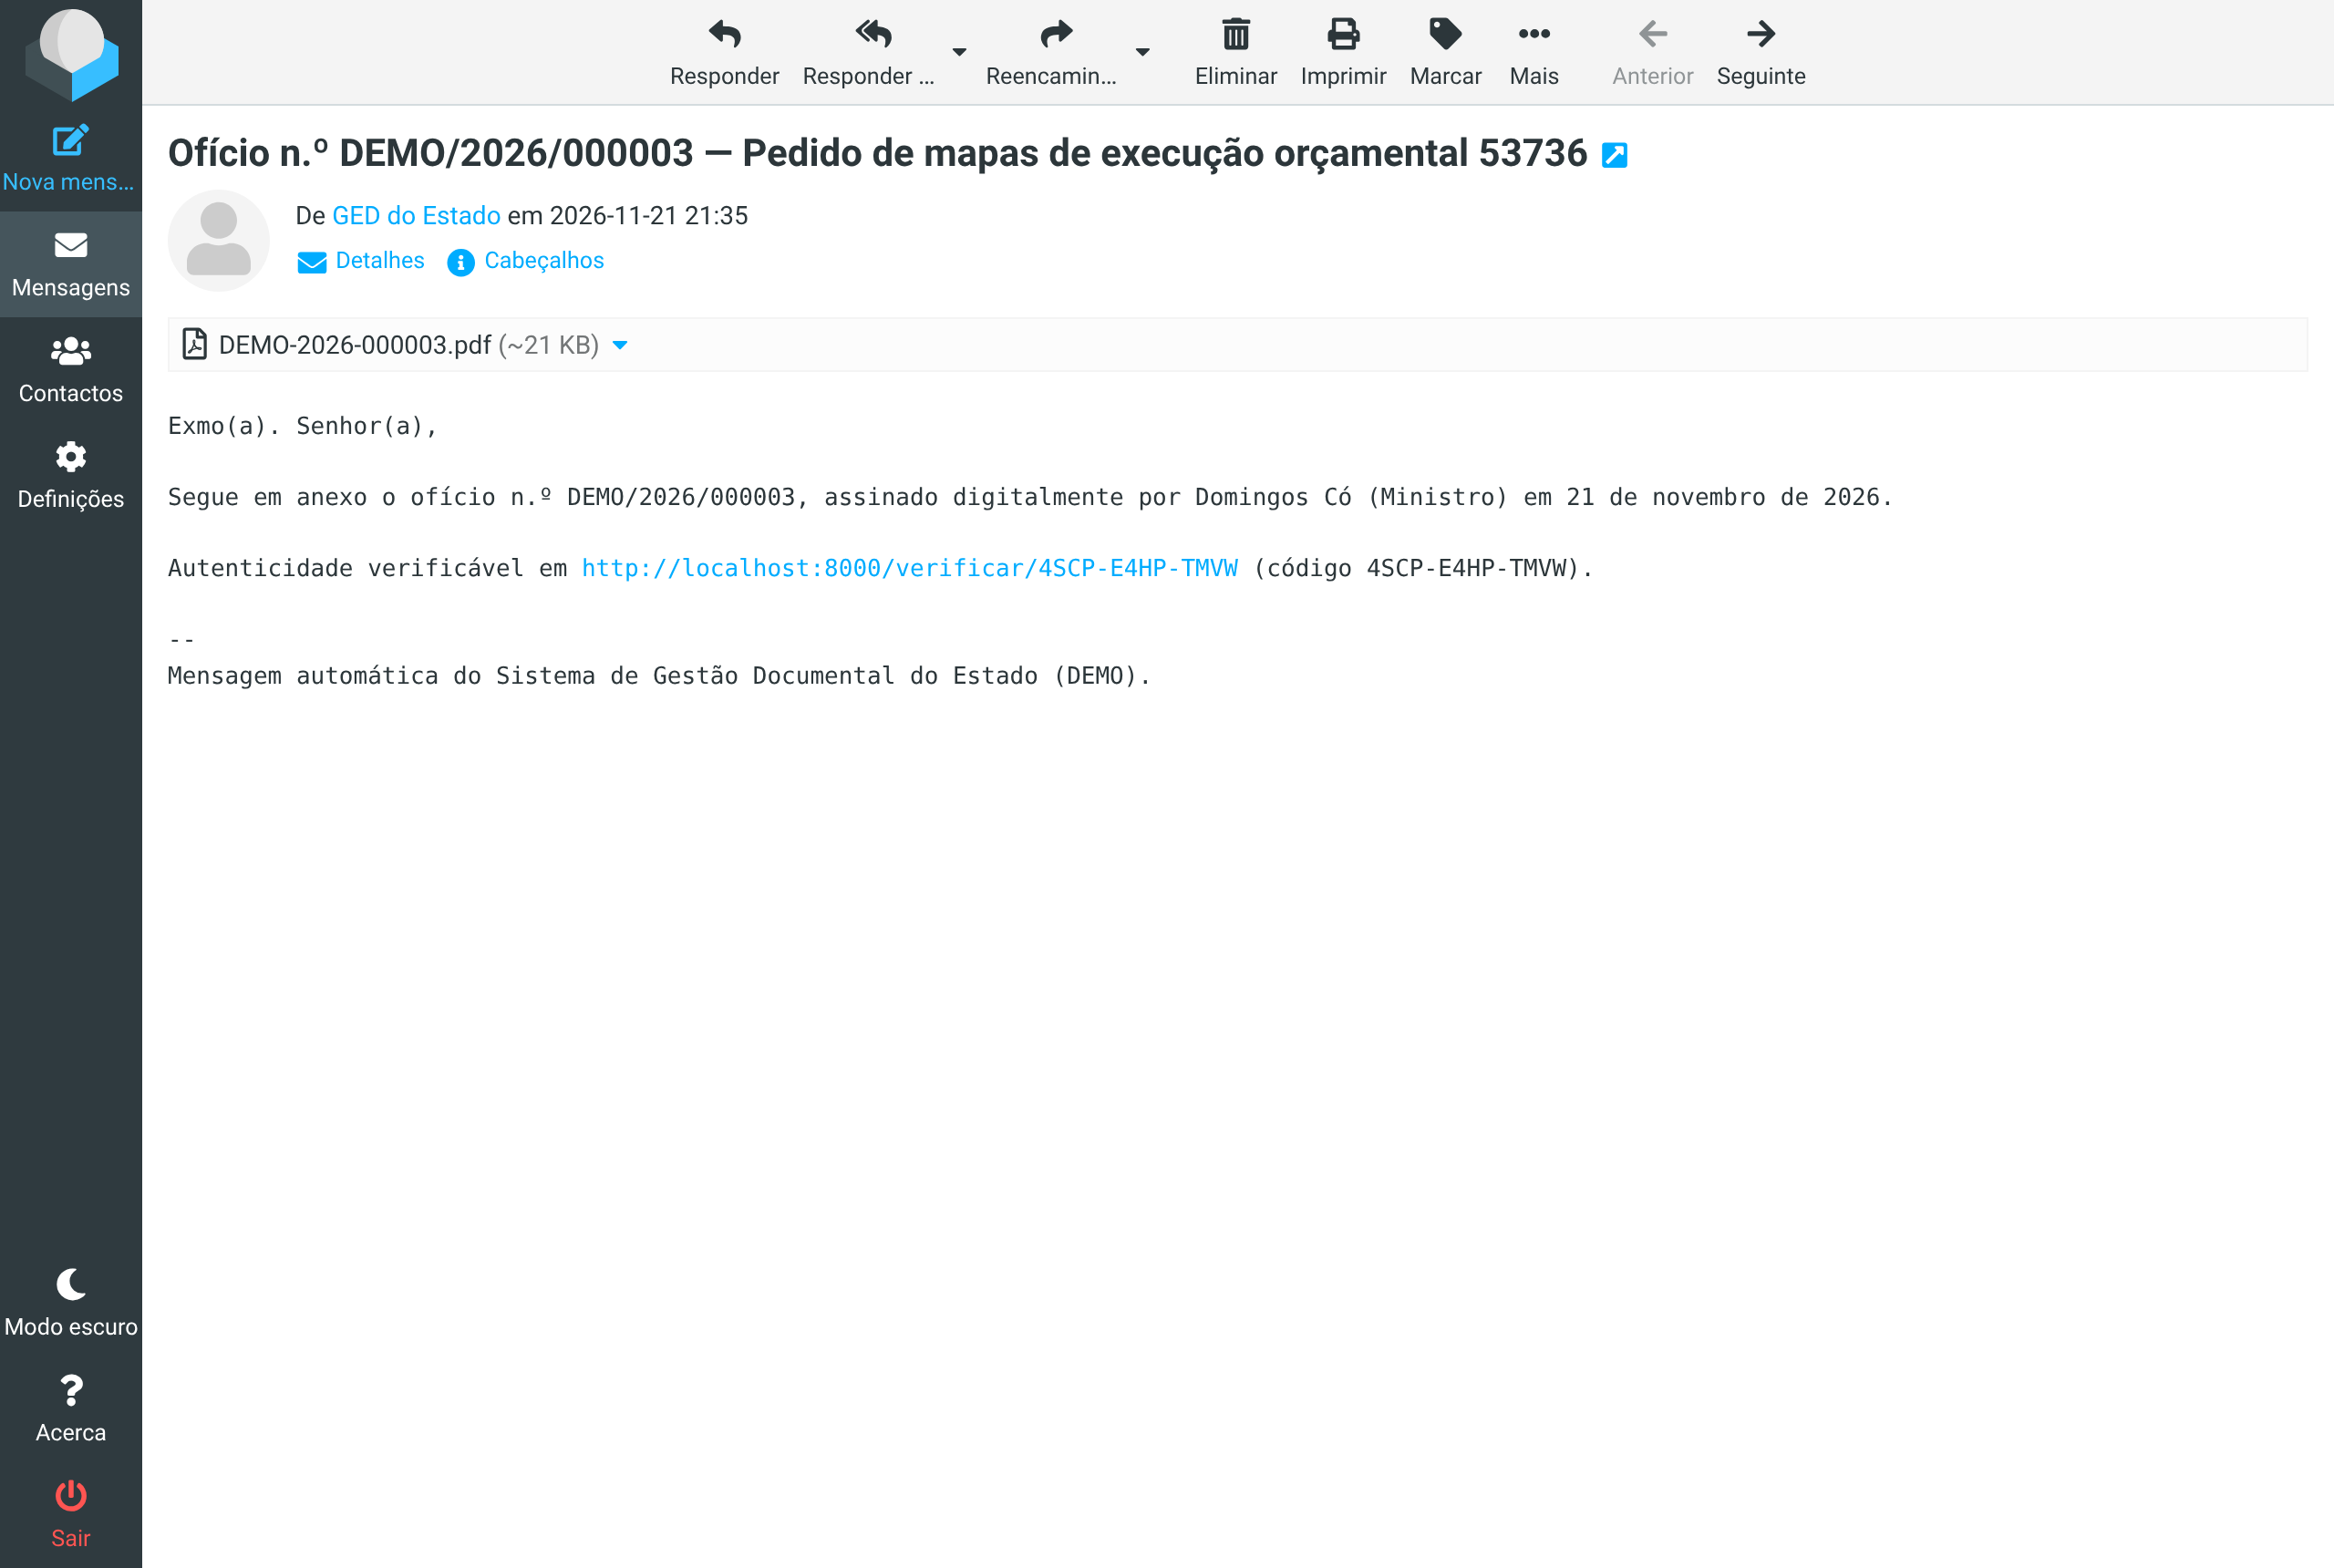 Responder
Responder ...
Reencamin...
Eliminar
Imprimir
Marcar
Mais
Anterior
Seguinte
Nova mens...
Mensagens
Contactos
Definições
Modo escuro
Acerca
Sair
Ofício n.º DEMO/2026/000003 — Pedido de mapas de execução orçamental 53736
De GED do Estado em 2026-11-21 21:35
Detalhes Cabeçalhos
DEMO-2026-000003.pdf (~21 KB)
Exmo(a). Senhor(a),
Segue em anexo o ofício n.º DEMO/2026/000003, assinado digitalmente por Domingos Có (Ministro) em 21 de novembro de 2026.
Autenticidade verificável em http://localhost:8000/verificar/4SCP-E4HP-TMVW (código 4SCP-E4HP-TMVW).
--
Mensagem automática do Sistema de Gestão Documental do Estado (DEMO).